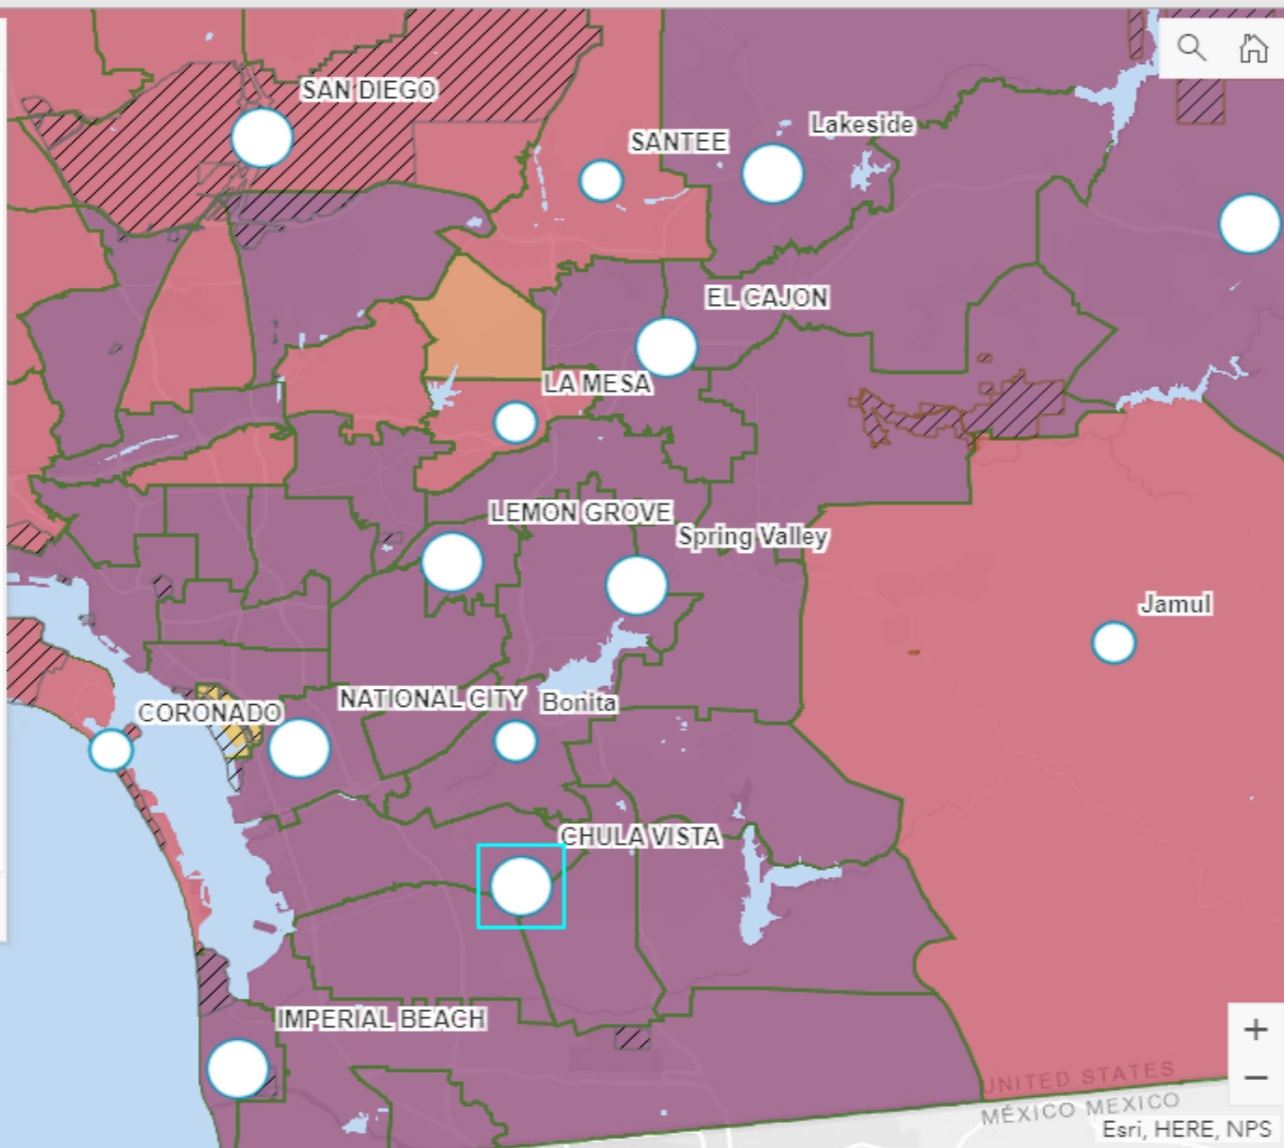 SAN DIEGO
Lakeside
SANTEE
EL CAJON
LA MESA
LEMON GROVE
Spring Valley
Jamul
NATIONAL CITY
Bonita
CORONADO
CHULA VISTA
IMPERIAL BEACH
+
−
UNITED STATES
MÉXICO MEXICO
Esri, HERE, NPS